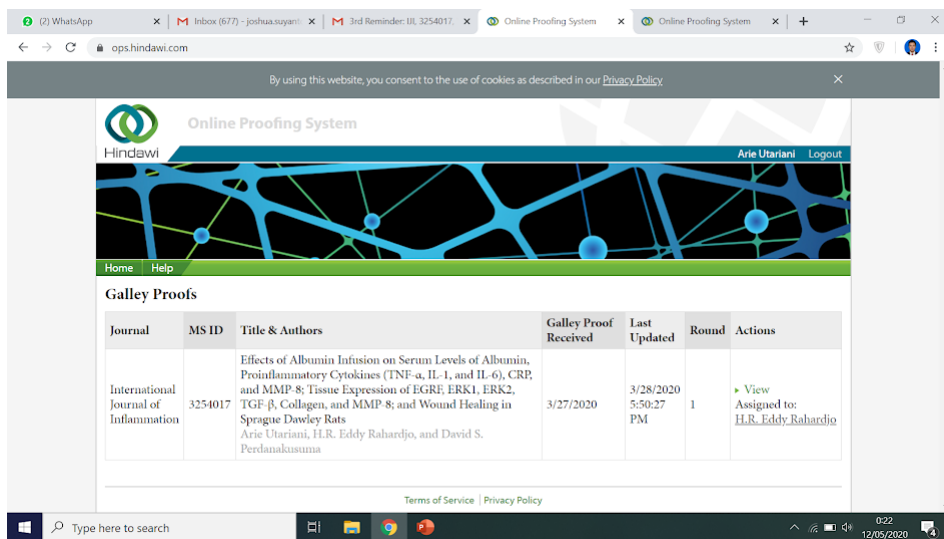 (2) WhatsApp
Inbox (677) - joshua.suyant
3rd Reminder: IJI, 3254017,
Online Proofing System
Online Proofing System
ops.hindawi.com
By using this website, you consent to the use of cookies as described in our Privacy Policy
Hindawi
Online Proofing System
Arie Utariani Logout
Home Help
Galley Proofs
Journal MS ID Title & Authors Galley Proof Received Last Updated Round Actions
International Journal of Inflammation
3254017
Effects of Albumin Infusion on Serum Levels of Albumin,
Proinflammatory Cytokines (TNF-α, IL-1, and IL-6), CRP,
and MMP-8; Tissue Expression of EGRF, ERK1, ERK2,
TGF-β, Collagen, and MMP-8; and Wound Healing in
Sprague Dawley Rats
Arie Utariani, H.R. Eddy Rahardjo, and David S.
Perdanakusuma
3/27/2020
3/28/2020
5:50:27
PM
1
View
Assigned to:
H.R. Eddy Rahardjo
Terms of Service | Privacy Policy
Type here to search
0:22
12/05/2020
4